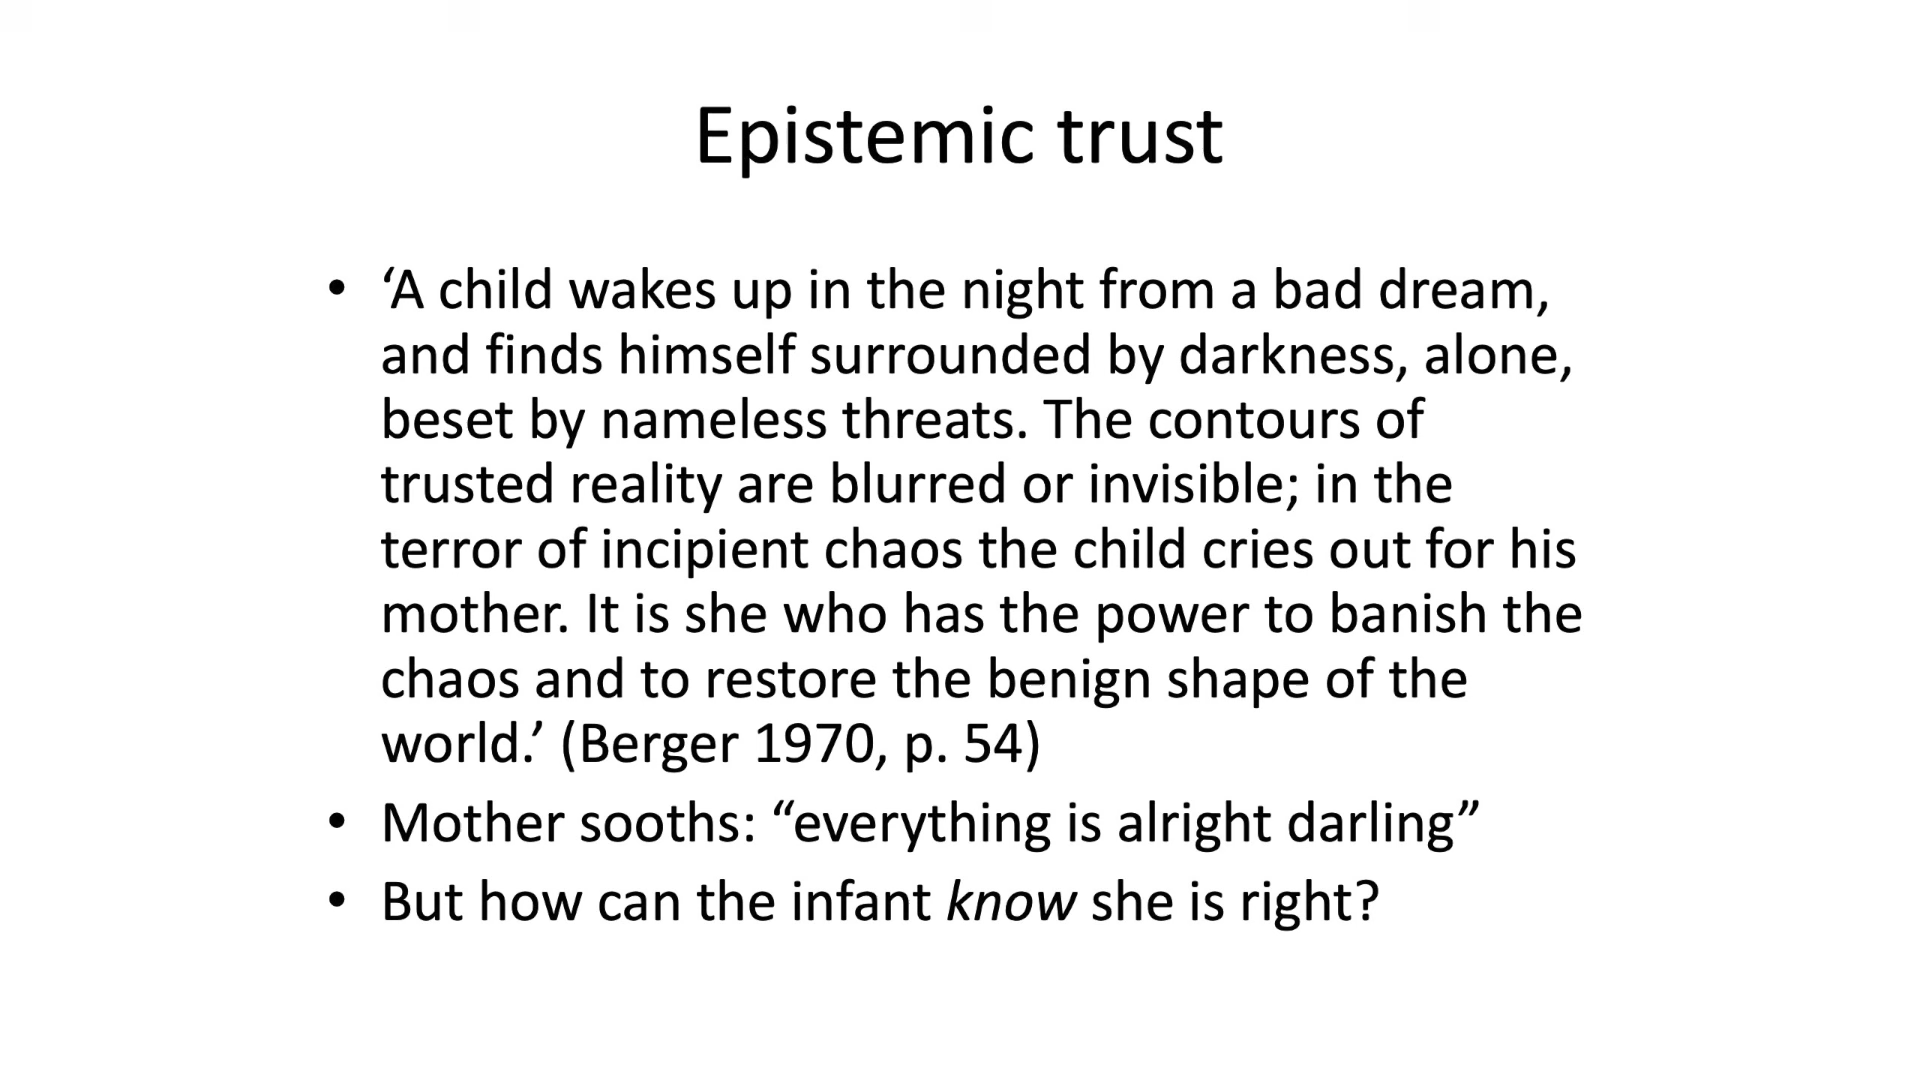 Epistemic trust
• ‘A child wakes up in the night from a bad dream,
and finds himself surrounded by darkness, alone,
beset by nameless threats. The contours of
trusted reality are blurred or invisible; in the
terror of incipient chaos the child cries out for his
mother. It is she who has the power to banish the
chaos and to restore the benign shape of the
world.’ (Berger 1970, p. 54)
• Mother sooths: “everything is alright darling”
• But how can the infant know she is right?